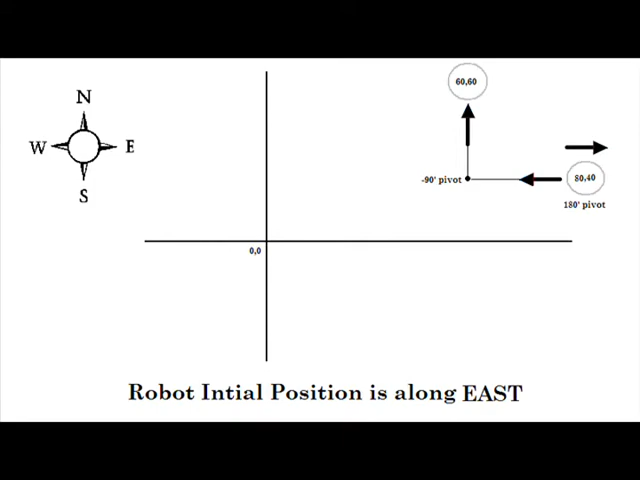 N
60,60
W
E
-90' pivot
80,40
S
180' pivot
0,0
Robot Intial Position is along EAST